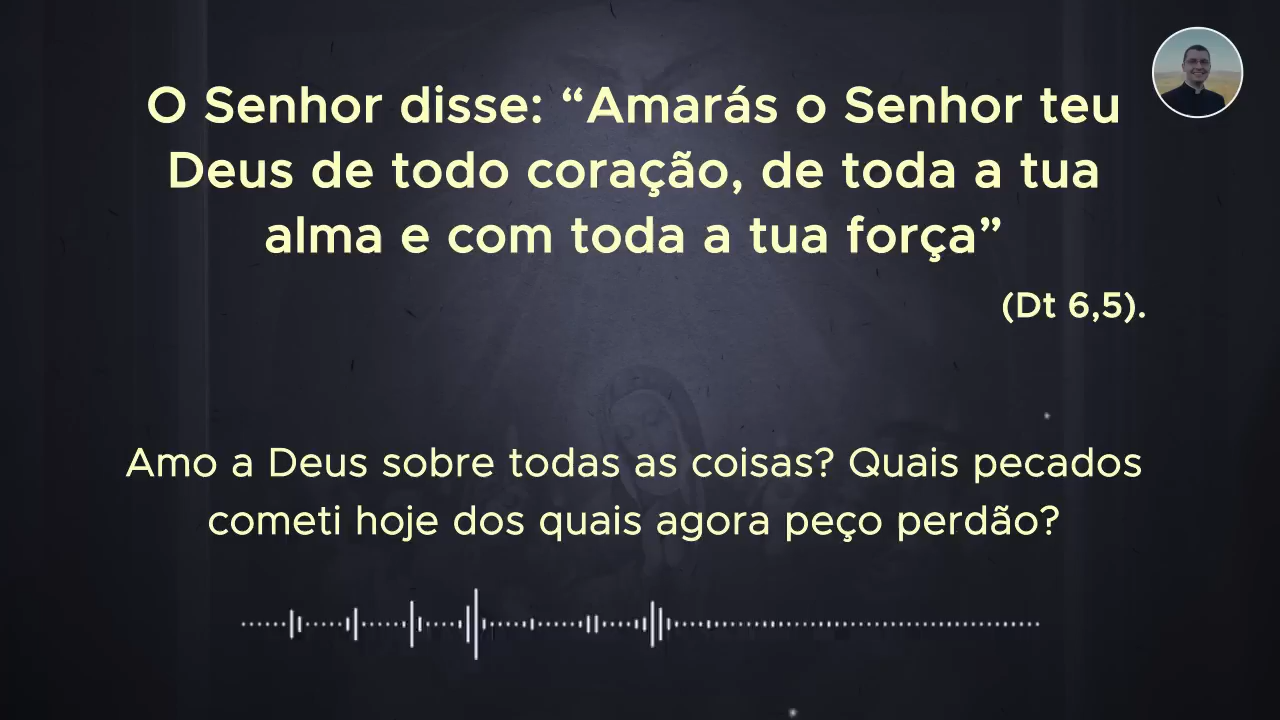 O Senhor disse: “Amarás o Senhor teu
Deus de todo coração, de toda a tua
alma e com toda a tua força”
(Dt 6,5).
Amo a Deus sobre todas as coisas? Quais pecados
cometi hoje dos quais agora peço perdão?